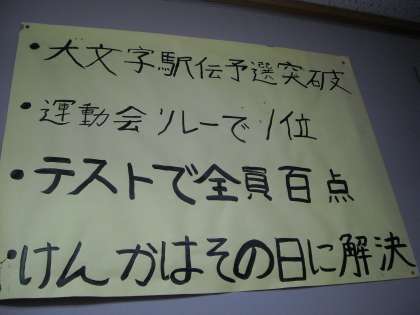 ・大文字駅伝予選突破
・運動会リレーで1位
・テストで全員百点
・けんかはその日に解決